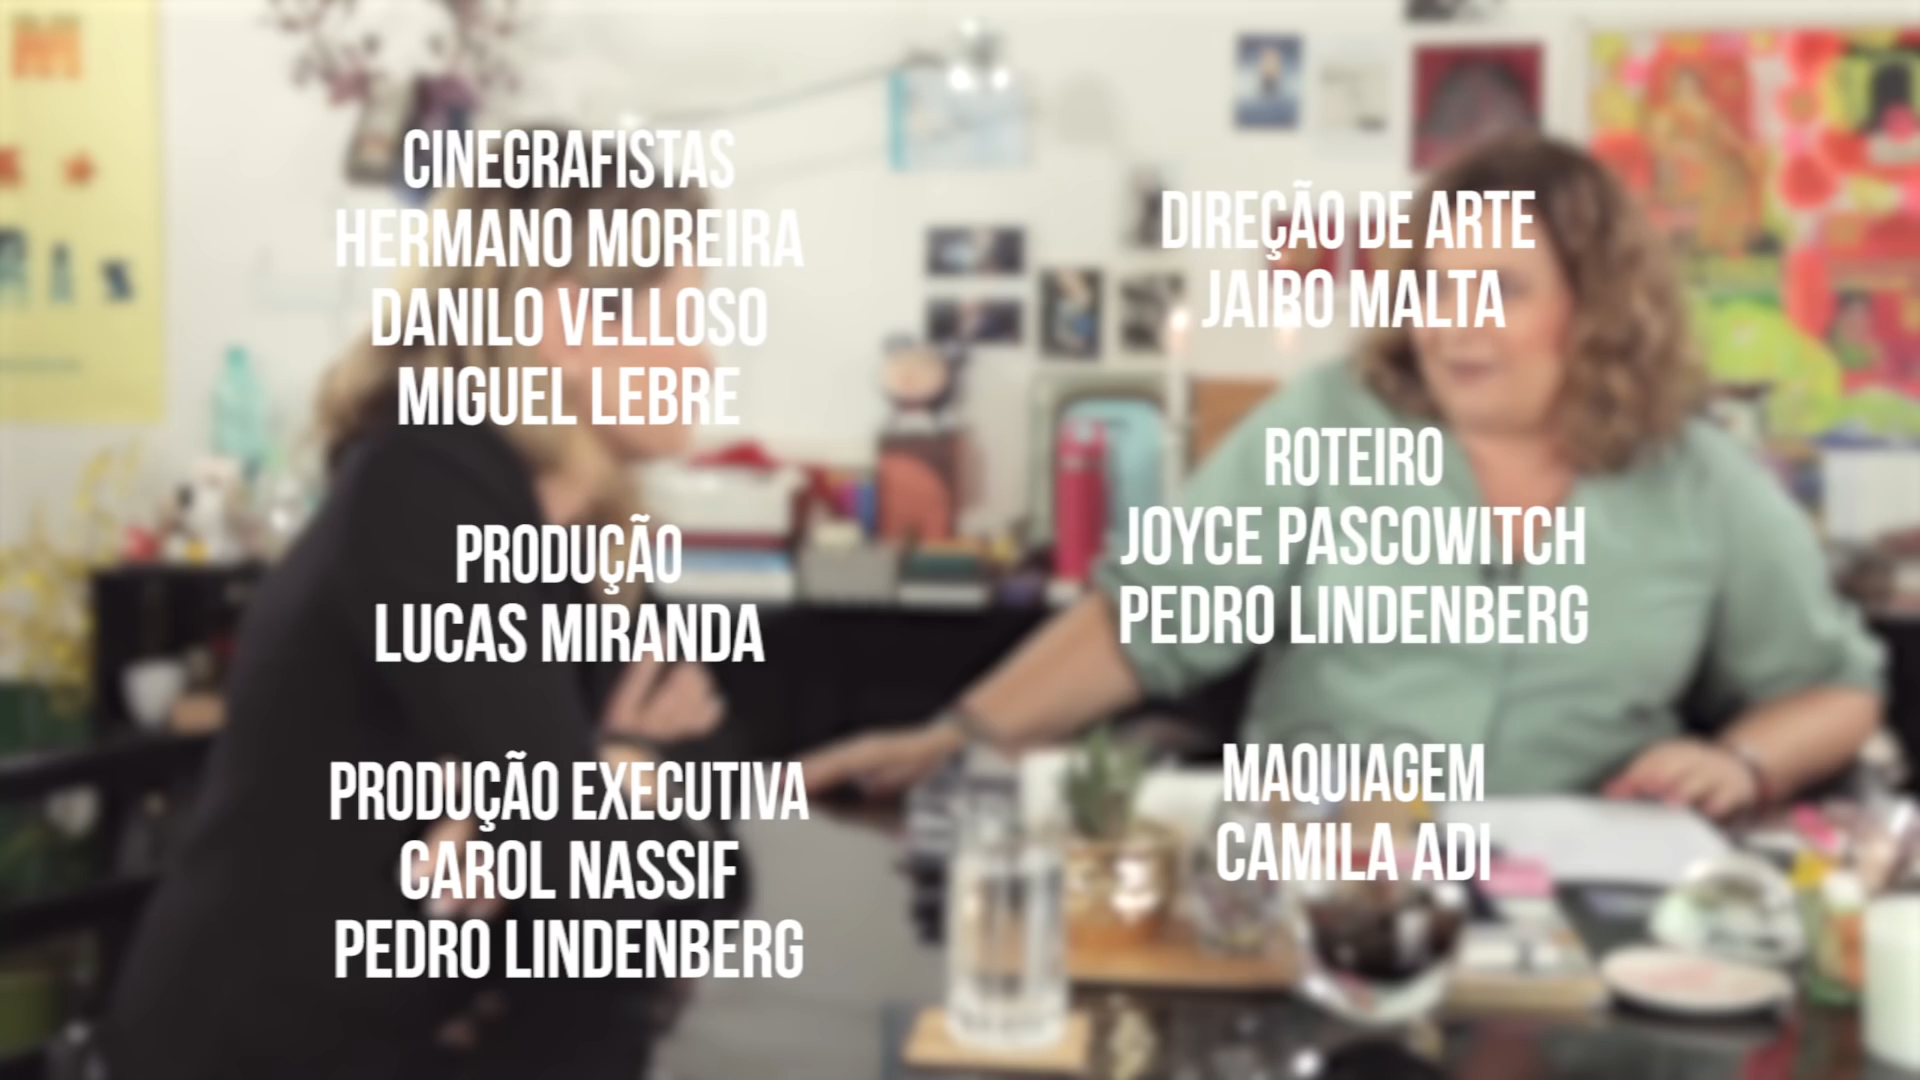 CINEGRAFISTAS
HERMANO MOREIRA
DANILO VELLOSO
MIGUEL LEBRE
PRODUÇÃO
LUCAS MIRANDA
PRODUÇÃO EXECUTIVA
CAROL NASSIF
PEDRO LINDENBERG
DIREÇÃO DE ARTE
JAIRO MALTA
ROTEIRO
JOYCE PASCOWITCH
PEDRO LINDENBERG
MAQUIAGEM
CAMILA ADI